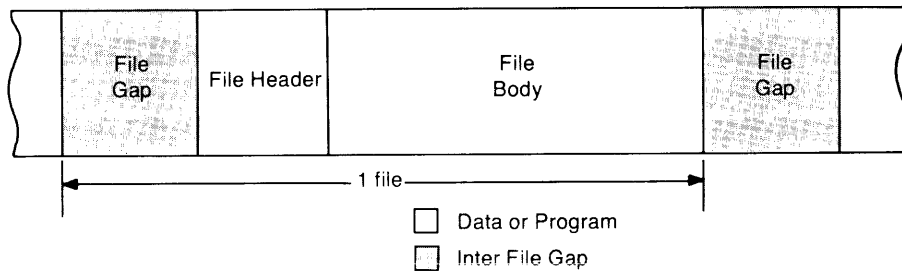 File
Gap
File Header
File
Body
File
Gap
1 file
Data or Program
Inter File Gap